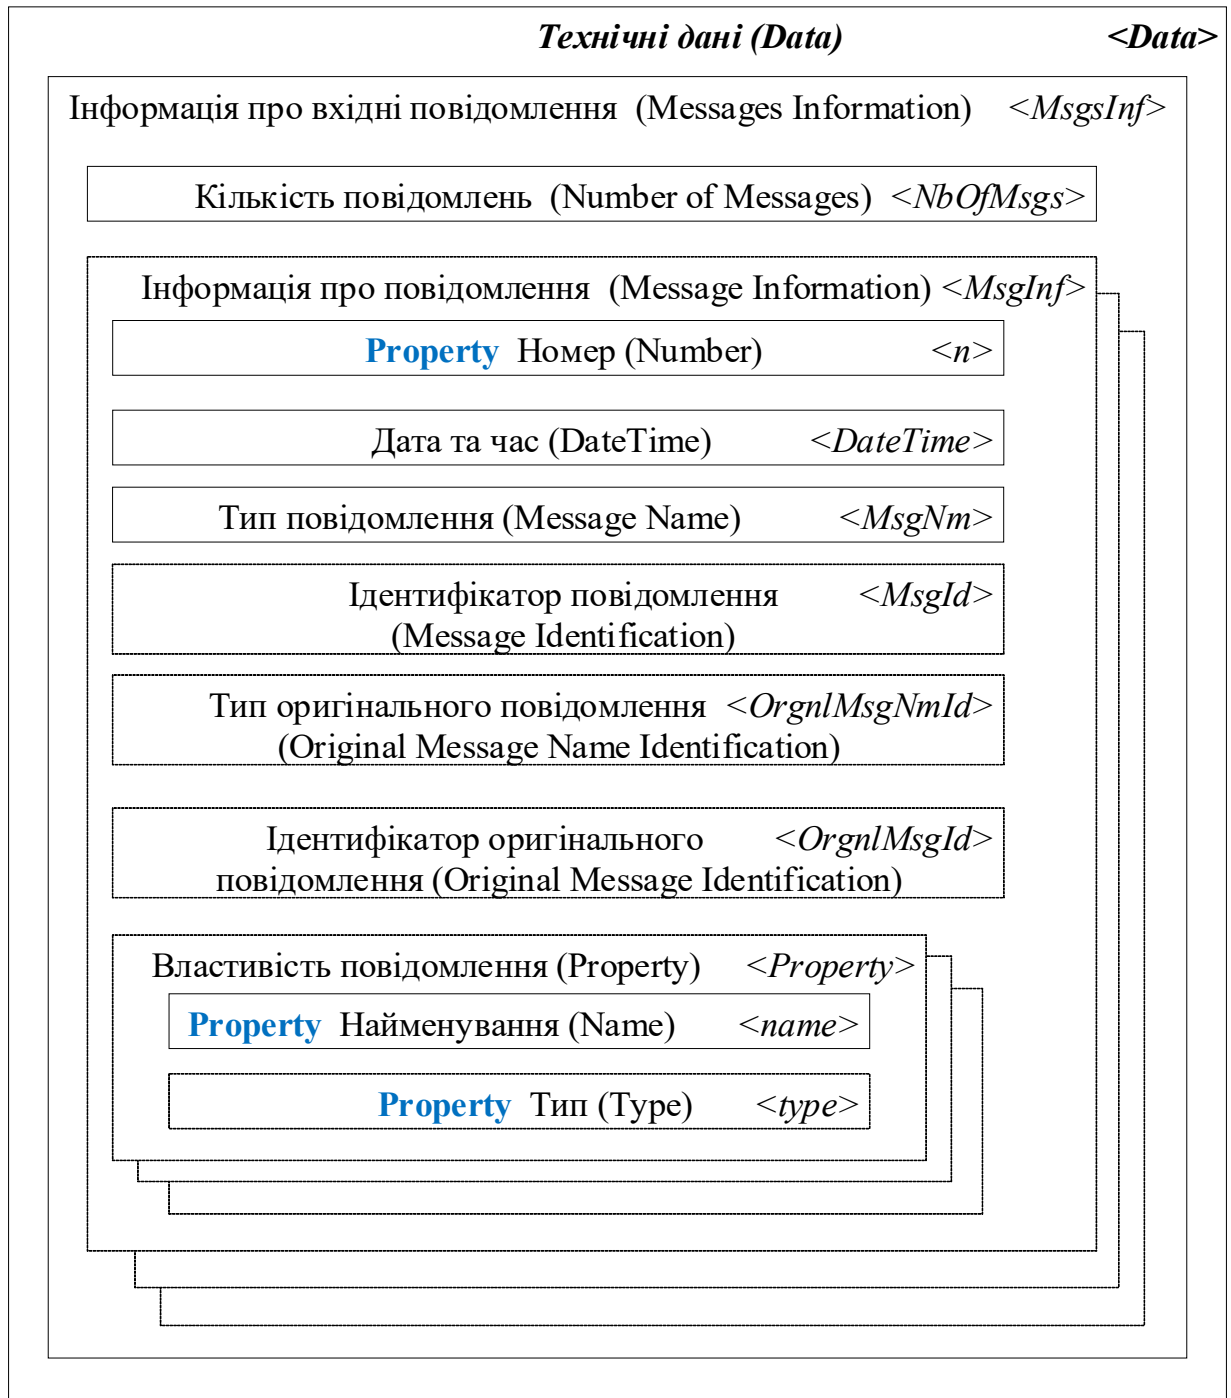 Технічні дані (Data) <Data>
Інформація про вхідні повідомлення (Messages Information) <MsgsInf>
Кількість повідомлень (Number of Messages) <NbOfMsgs>
Інформація про повідомлення (Message Information) <MsgInf>
Property Номер (Number) <n>
Дата та час (DateTime) <DateTime>
Тип повідомлення (Message Name) <MsgNm>
Ідентифікатор повідомлення <MsgId>
(Message Identification)
Тип оригінального повідомлення <OrgnlMsgNmId>
(Original Message Name Identification)
Ідентифікатор оригінального <OrgnlMsgId>
повідомлення (Original Message Identification)
Властивість повідомлення (Property) <Property>
Property Найменування (Name) <name>
Property Тип (Type) <type>